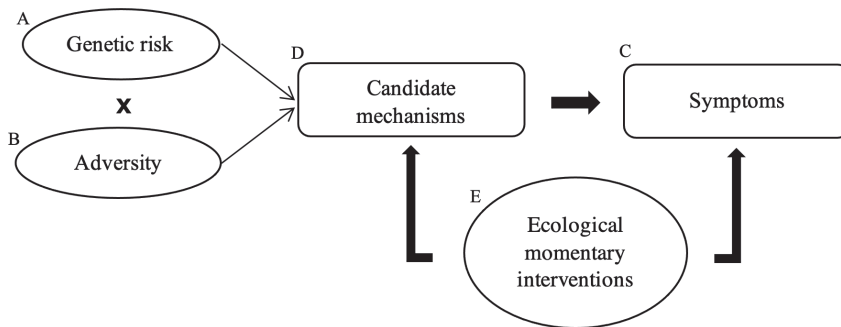 A
Genetic risk
X
B
Adversity
D
Candidate
mechanisms
C
Symptoms
E
Ecological
momentary
interventions